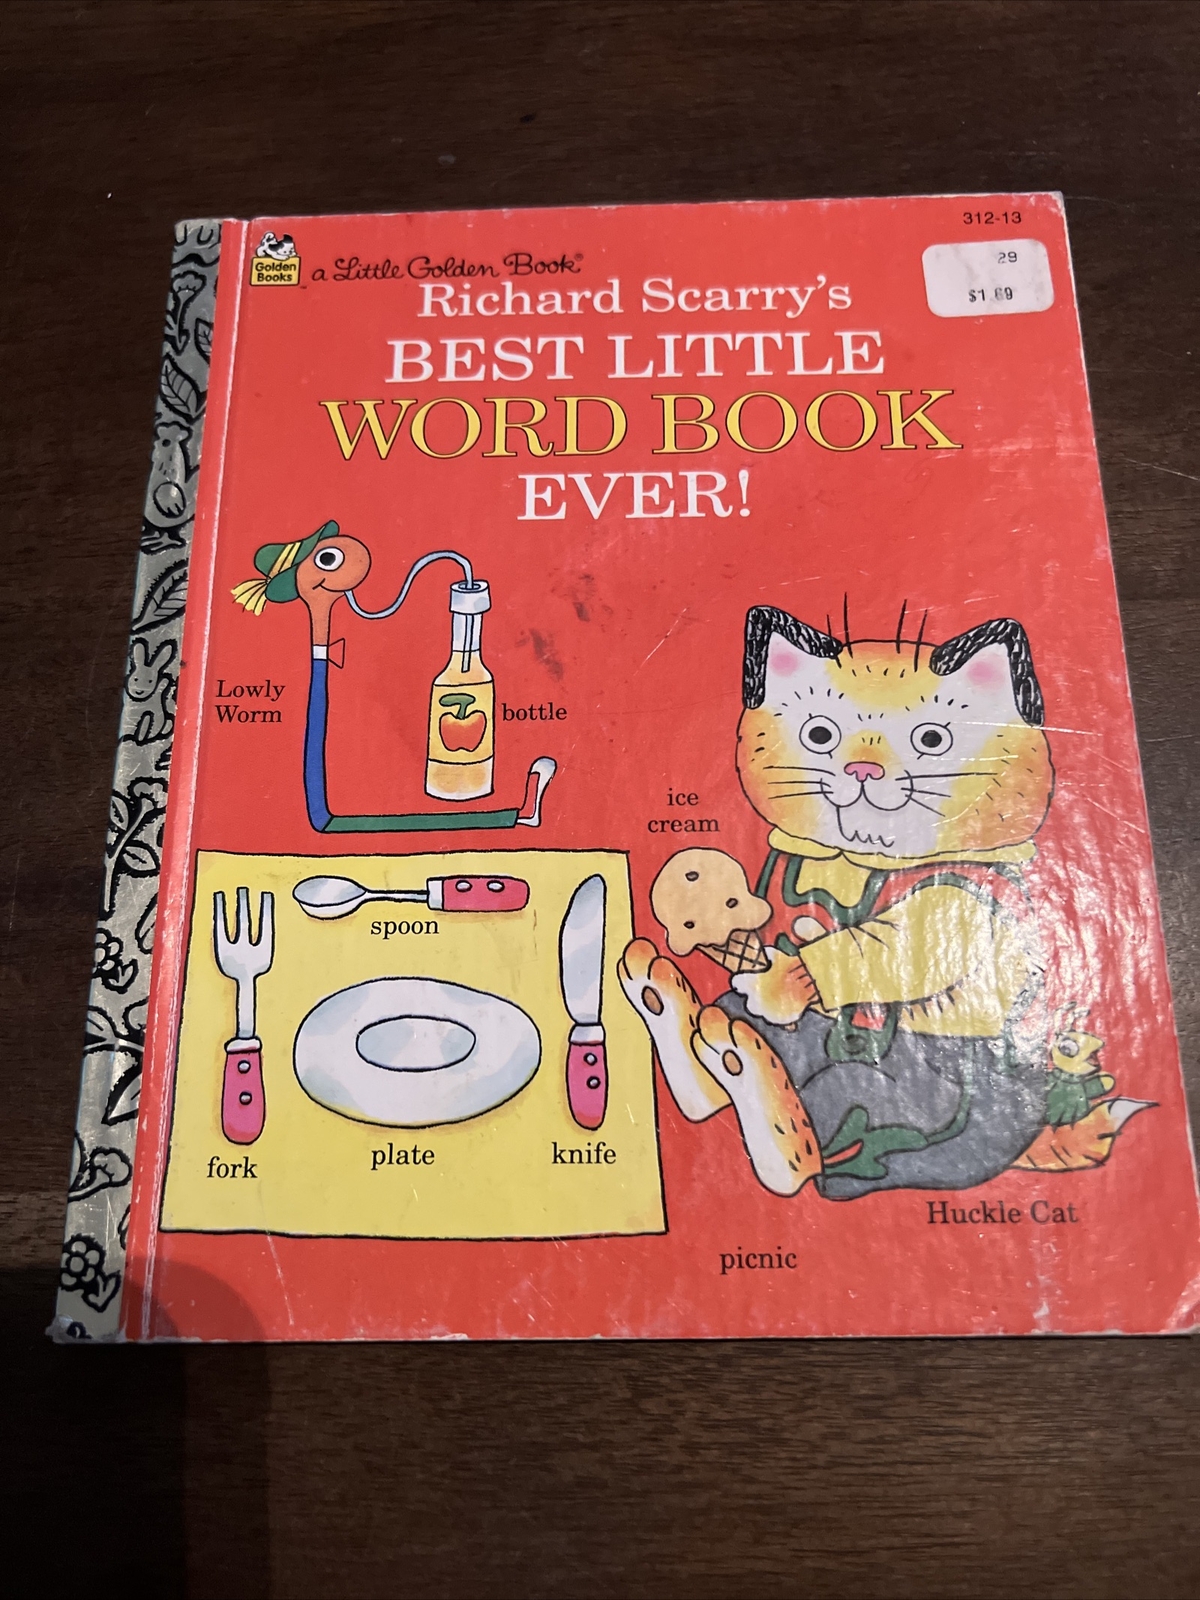 312-13
29
$1.69
Golden
Books
a Little Golden Book®
Richard Scarry's
BEST LITTLE
WORD BOOK
EVER!
Lowly
Worm
bottle
ice
cream
spoon
fork
plate
knife
Huckle Cat
picnic